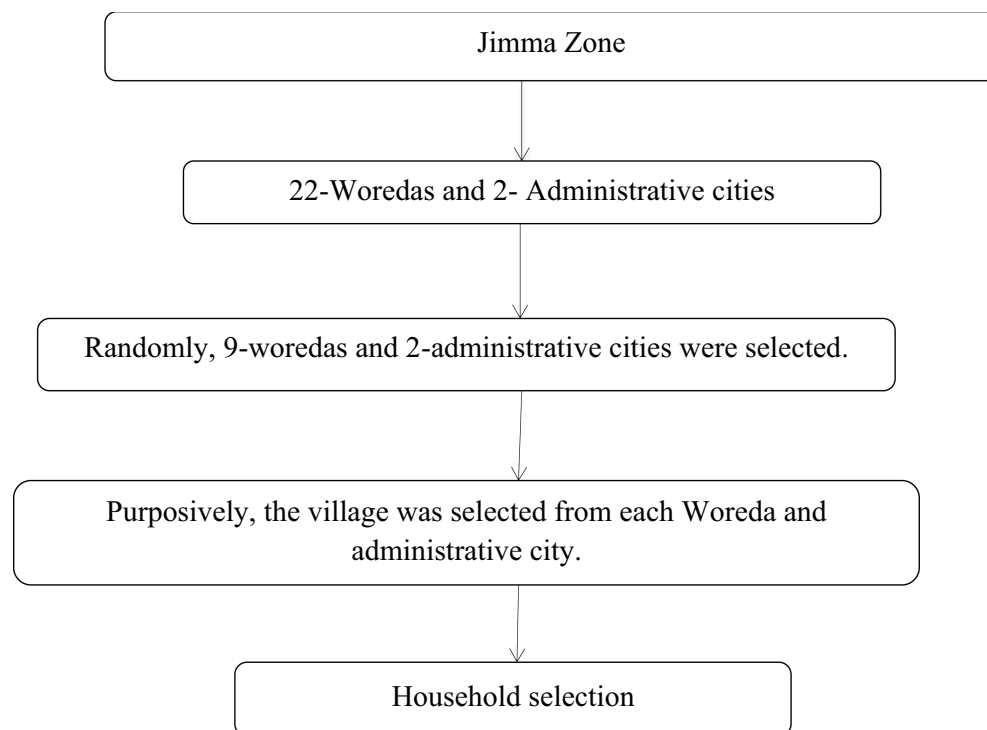 Jimma Zone
22-Woredas and 2- Administrative cities
Randomly, 9-woredas and 2-administrative cities were selected.
Purposively, the village was selected from each Woreda and
administrative city.
Household selection